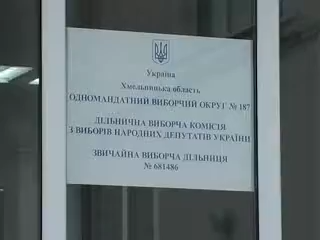 Україна
Хмельницька область
ОДНОМАНДАТНИЙ ВИБОРЧИЙ ОКРУГ № 187
ДІЛЬНИЧНА ВИБОРЧА КОМІСІЯ
З ВИБОРІВ НАРОДНИХ ДЕПУТАТІВ УКРАЇНИ
ЗВИЧАЙНА ВИБОРЧА ДІЛЬНИЦЯ
№ 681486